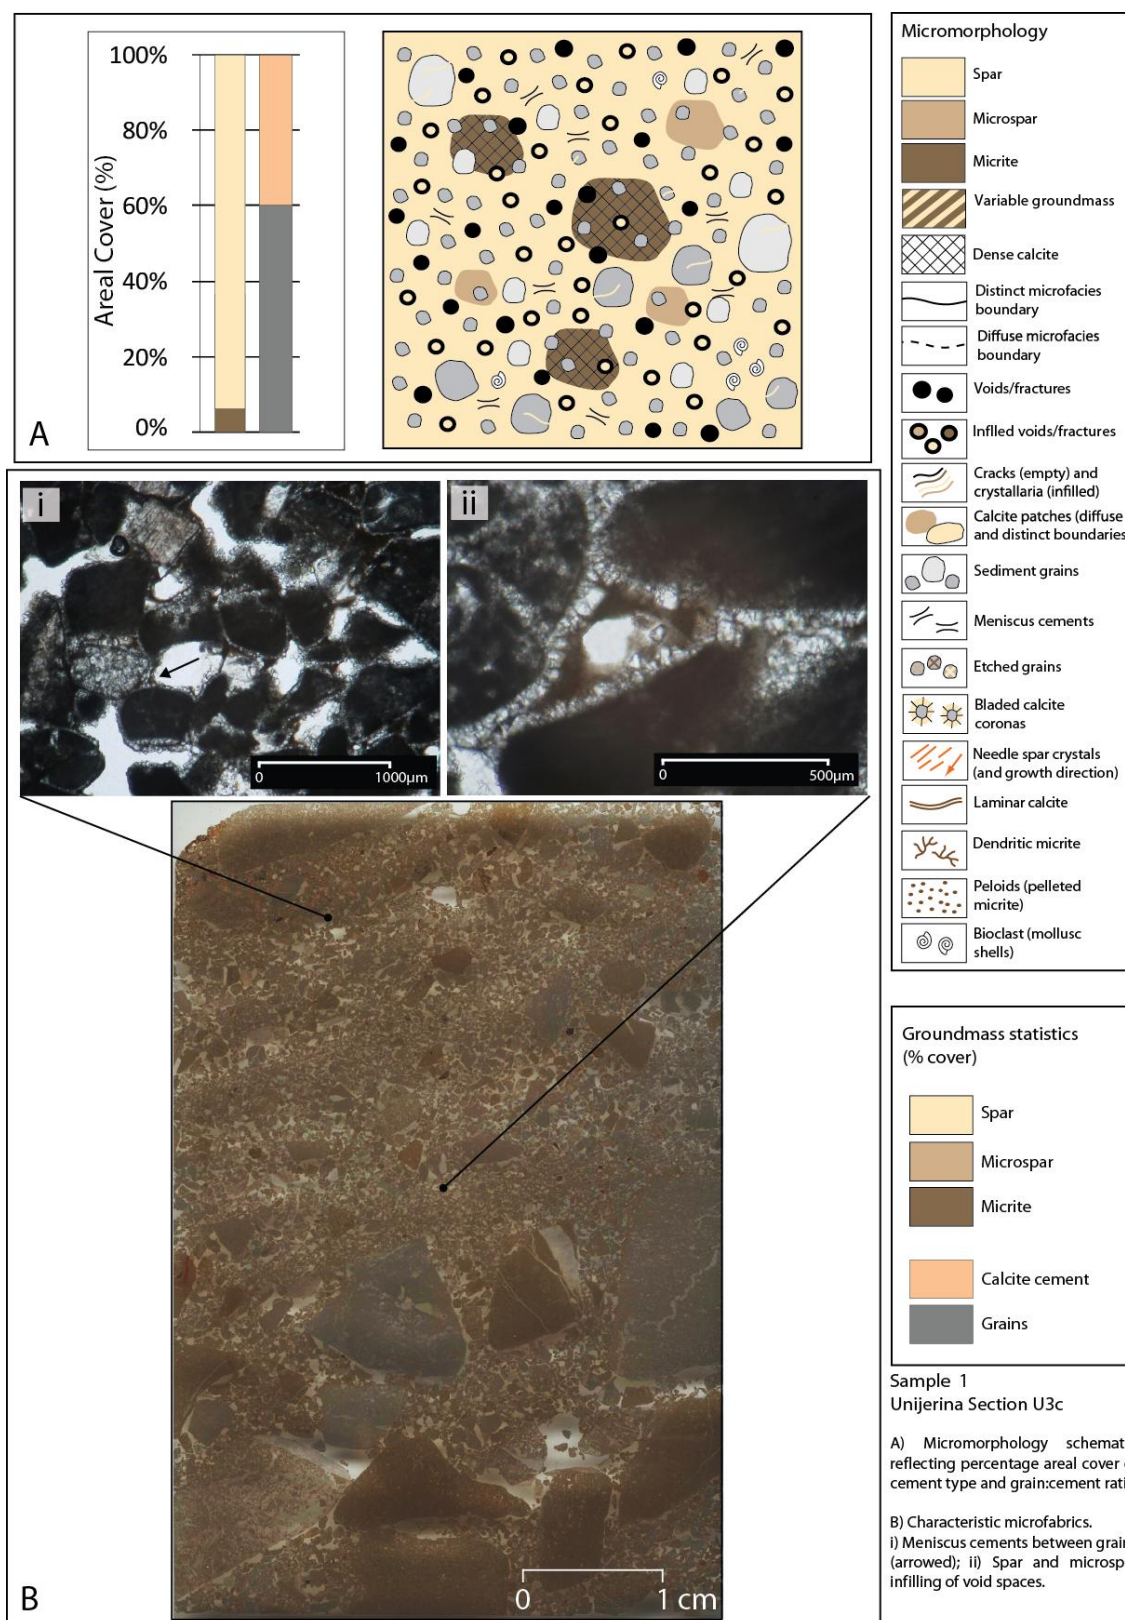 100%
80%
60%
40%
20%
0%
Areal Cover (%)
A
Micromorphology
Spar
Microspar
Micrite
Variable groundmass
Dense calcite
Distinct microfacies
boundary
Diffuse microfacies
boundary
Voids/fractures
Inflled voids/fractures
Cracks (empty) and
crystallaria (infilled)
Calcite patches (diffuse
and distinct boundaries
Sediment grains
Meniscus cements
Etched grains
Bladed calcite
coronas
Needle spar crystals
(and growth direction)
Laminar calcite
Dendritic micrite
Peloids (pelleted
micrite)
Bioclast (mollusc
shells)
i
0
1000µm
ii
0
500µm
0
1 cm
B
Groundmass statistics
(% cover)
Spar
Microspar
Micrite
Calcite cement
Grains
Sample 1
Unijerina Section U3c
A) Micromorphology schemat
reflecting percentage areal cover
cement type and grain:cement rati
B) Characteristic microfabrics.
i) Meniscus cements between grain
(arrowed); ii) Spar and microsp
infilling of void spaces.